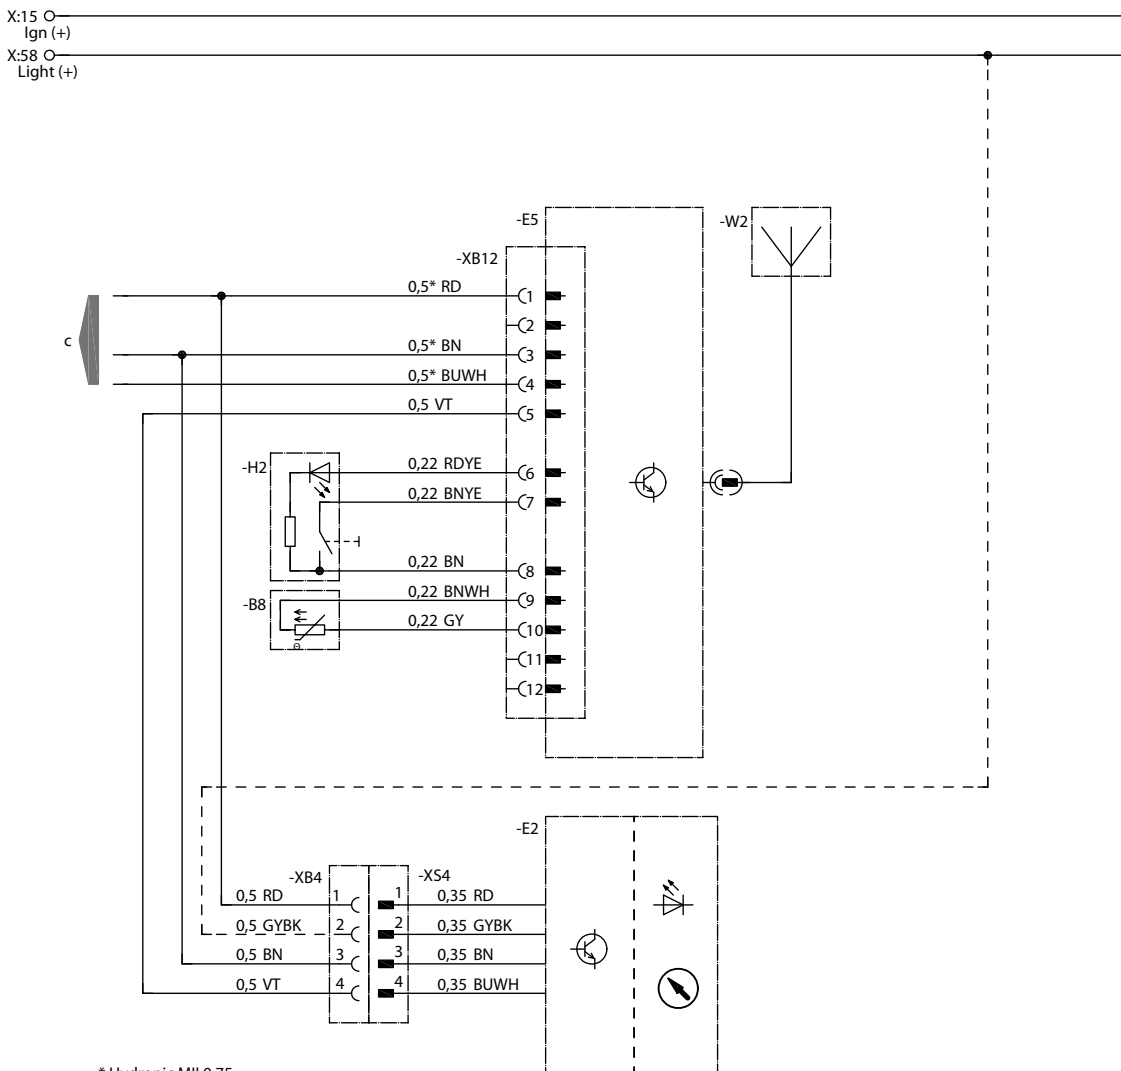 X:15
Ign (+)
X:58
Light (+)
-E5
-W2
-XB12
0,5* RD
1
2
c
0,5* BN
3
0,5* BUWH
4
0,5 VT
5
-H2
0,22 RDYE
6
0,22 BNYE
7
0,22 BN
8
-B8
0,22 BNWH
9
0,22 GY
10
11
12
-E2
-XB4
-XS4
0,5 RD
1
1
0,35 RD
0,5 GYBK
2
2
0,35 GYBK
0,5 BN
3
3
0,35 BN
0,5 VT
4
4
0,35 BUWH
* Hydronic MII 0,75